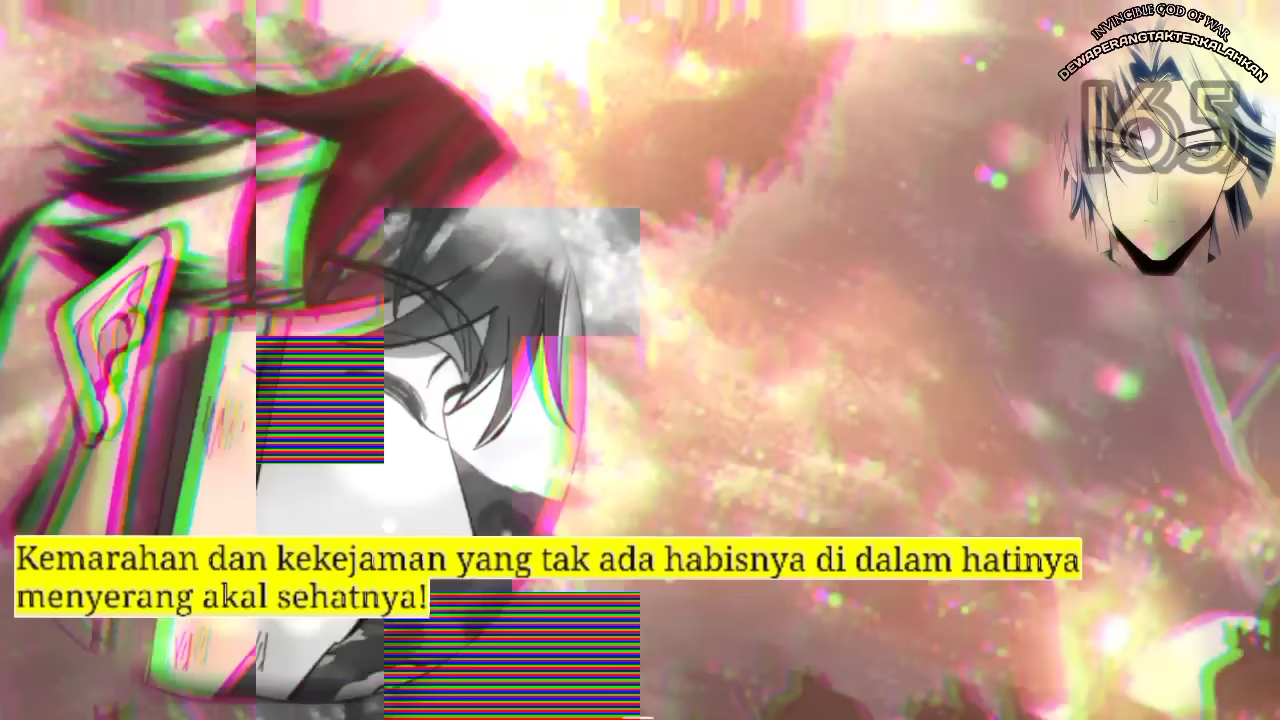 INVINCIBLE GOD OF WAR
DEWAPERANGTAKTERKALAHKAN
165
Kemarahan dan kekejaman yang tak ada habisnya di dalam hatinya
menyerang akal sehatnya!